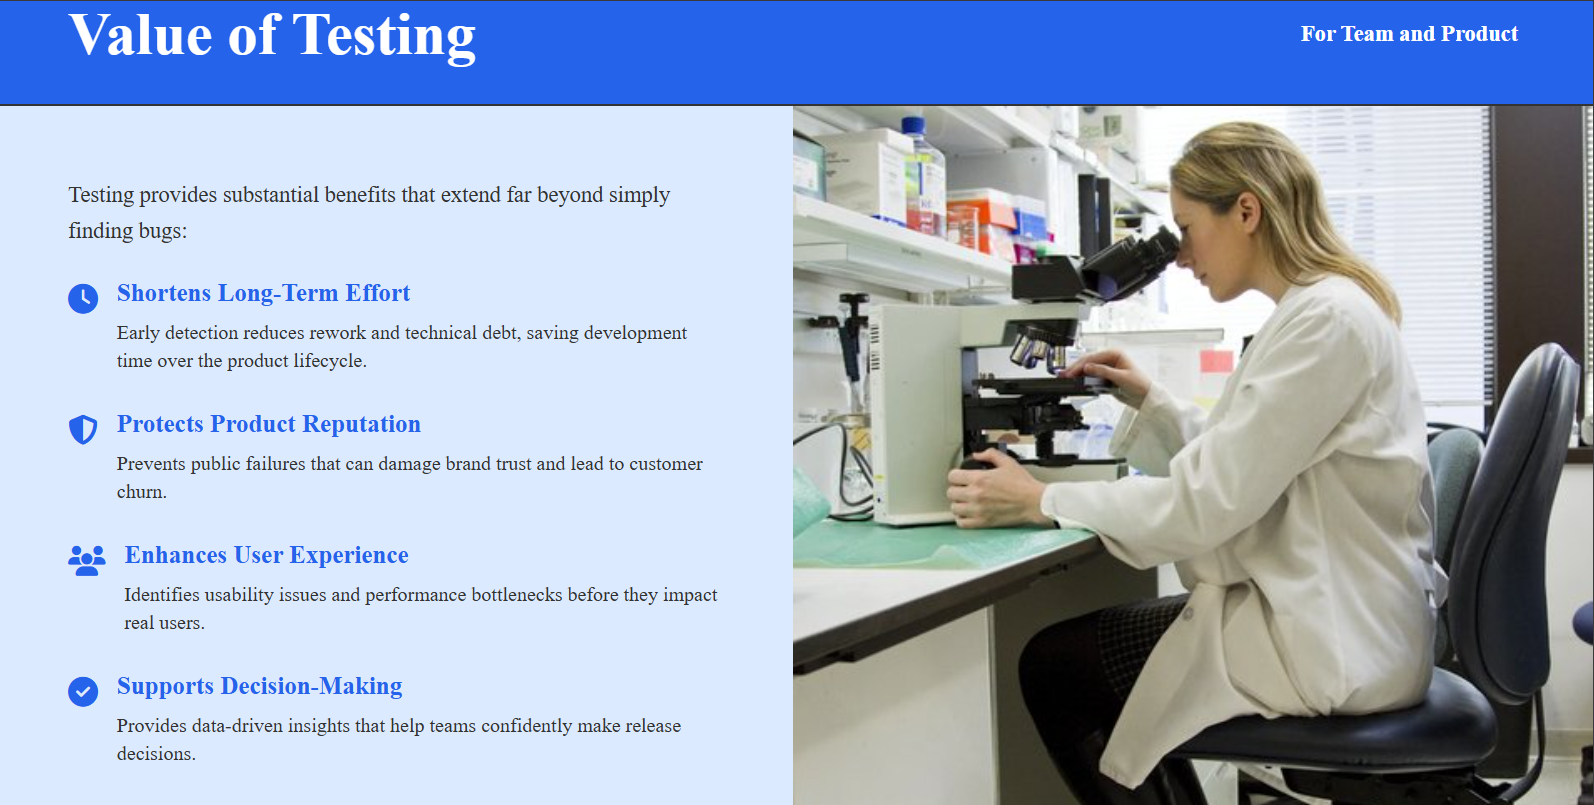 Value of Testing
For Team and Product
Testing provides substantial benefits that extend far beyond simply
finding bugs:
Shortens Long-Term Effort
Early detection reduces rework and technical debt, saving development
time over the product lifecycle.
Protects Product Reputation
Prevents public failures that can damage brand trust and lead to customer
churn.
Enhances User Experience
Identifies usability issues and performance bottlenecks before they impact
real users.
Supports Decision-Making
Provides data-driven insights that help teams confidently make release
decisions.